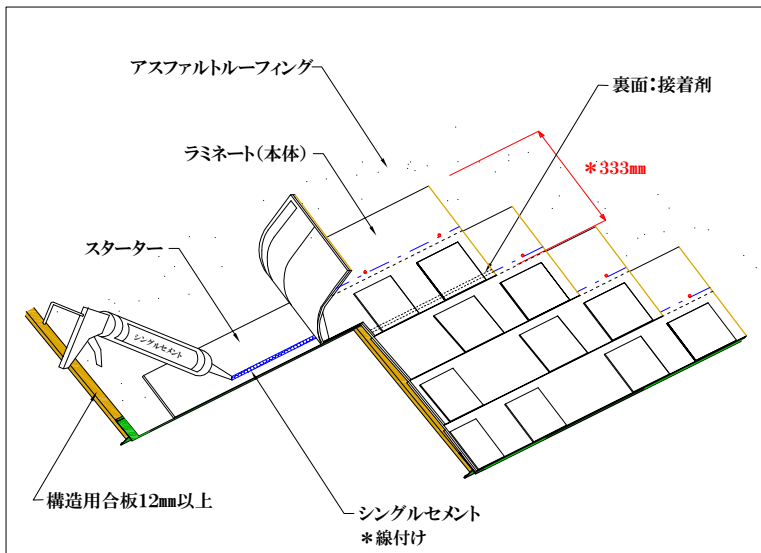 アスファルトルーフィング
裏面：接着剤
ラミネート（本体）
＊333㎜
スターター
シングルセメント
構造用合板12㎜以上
シングルセメント
＊線付け